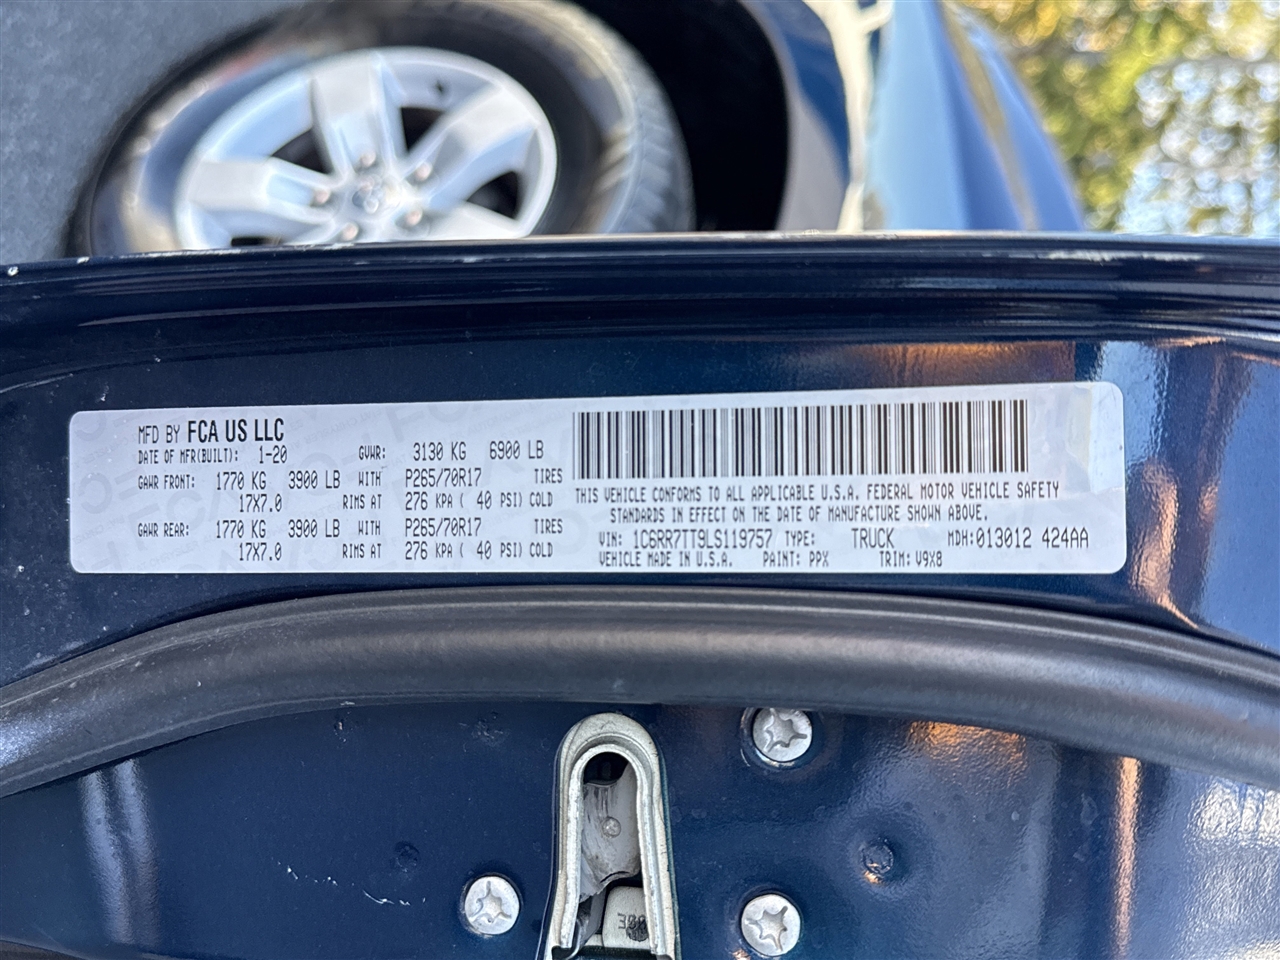 MFD BY FCA US LLC
DATE OF MFR(BUILT): 1-20 GVWR: 3130 KG 6900 LB
GAWR FRONT: 1770 KG 3900 LB WITH P265/70R17 TIRES
17X7.0 RIMS AT 276 KPA ( 40 PSI) COLD
GAWR REAR: 1770 KG 3900 LB WITH P265/70R17 TIRES
17X7.0 RIMS AT 276 KPA ( 40 PSI) COLD
THIS VEHICLE CONFORMS TO ALL APPLICABLE U.S.A. FEDERAL MOTOR VEHICLE SAFETY
STANDARDS IN EFFECT ON THE DATE OF MANUFACTURE SHOWN ABOVE.
VIN: 1C6RR7TT9LS119757 TYPE: TRUCK MDH:013012 424AA
VEHICLE MADE IN U.S.A. PAINT: PPX TRIM: V9X8